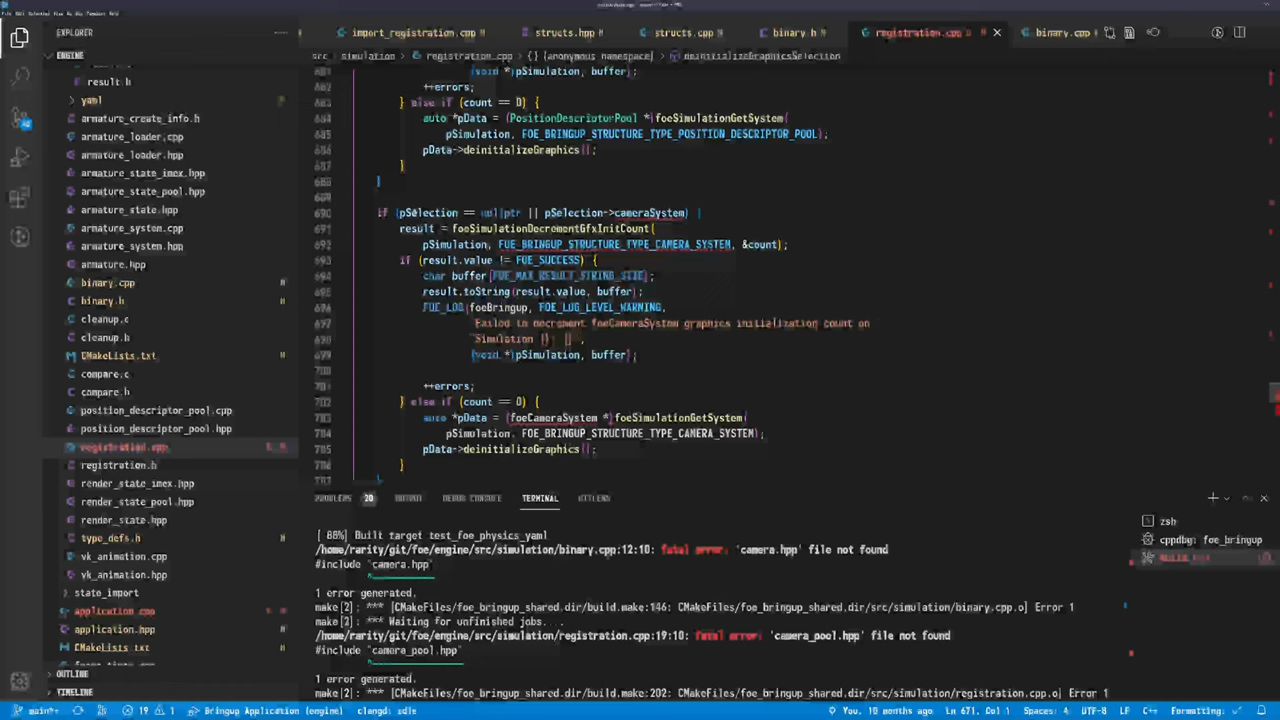 EXPLORER
import_registration.cpp M
structs.hpp M
structs.cpp M
binary.h M
registration.cpp
binary.cpp
ENGINE
src simulation registration.cpp {anonymous namespace} deinitializeGraphicsSelection
result.h
yaml
armature_create_info.h
armature_loader.cpp
armature_loader.hpp
armature_state_imex.hpp
armature_state_pool.hpp
armature_state.hpp
armature_system.cpp
armature_system.hpp
armature.hpp
binary.cpp M
binary.h M
cleanup.c
cleanup.h
CMakeLists.txt M
compare.c
compare.h
position_descriptor_pool.cpp
position_descriptor_pool.hpp
registration.cpp
registration.h
render_state_imex.hpp
render_state_pool.hpp
render_state.hpp
type_defs.h M
vk_animation.cpp
vk_animation.hpp
state_import
application.cpp
application.hpp M
CMakeLists.txt M
OUTLINE
TIMELINE
(void *)pSimulation, buffer);
++errors;
} else if (count == 0) {
auto *pData = (PositionDescriptorPool *)foeSimulationGetSystem(
pSimulation, FOE_BRINGUP_STRUCTURE_TYPE_POSITION_DESCRIPTOR_POOL);
pData->deinitializeGraphics();
}
}
if (pSelection == nullptr || pSelection->cameraSystem) {
result = foeSimulationDecrementGfxInitCount(
pSimulation, FOE_BRINGUP_STRUCTURE_TYPE_CAMERA_SYSTEM, &count);
if (result.value != FOE_SUCCESS) {
char buffer[FOE_MAX_RESULT_STRING_SIZE];
result.toString(result.value, buffer);
FOE_LOG(foeBringup, FOE_LOG_LEVEL_WARNING,
"Failed to decrement foeCameraSystem graphics initialization count on
(void *)pSimulation, buffer);
++errors;
} else if (count == 0) {
auto *pData = (foeCameraSystem *)foeSimulationGetSystem(
pSimulation, FOE_BRINGUP_STRUCTURE_TYPE_CAMERA_SYSTEM);
pData->deinitializeGraphics();
}
PROBLEMS 20 OUTPUT DEBUG CONSOLE TERMINAL GITLENS
zsh
cppdbg: foe_bringup
[ 88%] Built target test_foe_physics_yaml
/home/rarity/git/foe/engine/src/simulation/binary.cpp:12:10: fatal error: 'camera.hpp' file not found
#include "camera.hpp"
1 error generated.
make[2]: *** [CMakeFiles/foe_bringup_shared.dir/build.make:146: CMakeFiles/foe_bringup_shared.dir/src/simulation/binary.cpp.o] Error 1
make[2]: *** Waiting for unfinished jobs....
/home/rarity/git/foe/engine/src/simulation/registration.cpp:19:10: fatal error: 'camera_pool.hpp' file not found
#include "camera_pool.hpp"
1 error generated.
make[2]: *** [CMakeFiles/foe_bringup_shared.dir/build.make:202: CMakeFiles/foe_bringup_shared.dir/src/simulation/registration.cpp.o] Error 1
main* 19 1 Bringup Application (engine) clangd: idle You, 10 months ago Ln 671, Col 1 Spaces: 4 UTF-8 LF C++ Formatting: